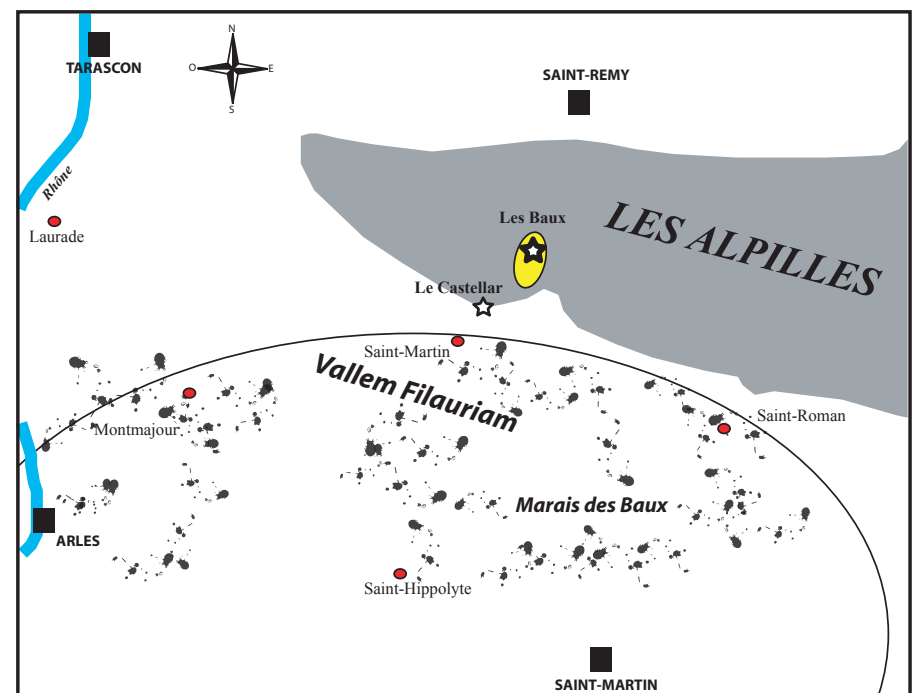 N
TARASCON
O
E
SAINT-REMY
S
Rhône
Les Baux
LES ALPILLES
Laurade
Le Castellar
Saint-Martin
Vallem Filauriam
Saint-Roman
Montmajour
Marais des Baux
ARLES
Saint-Hippolyte
SAINT-MARTIN